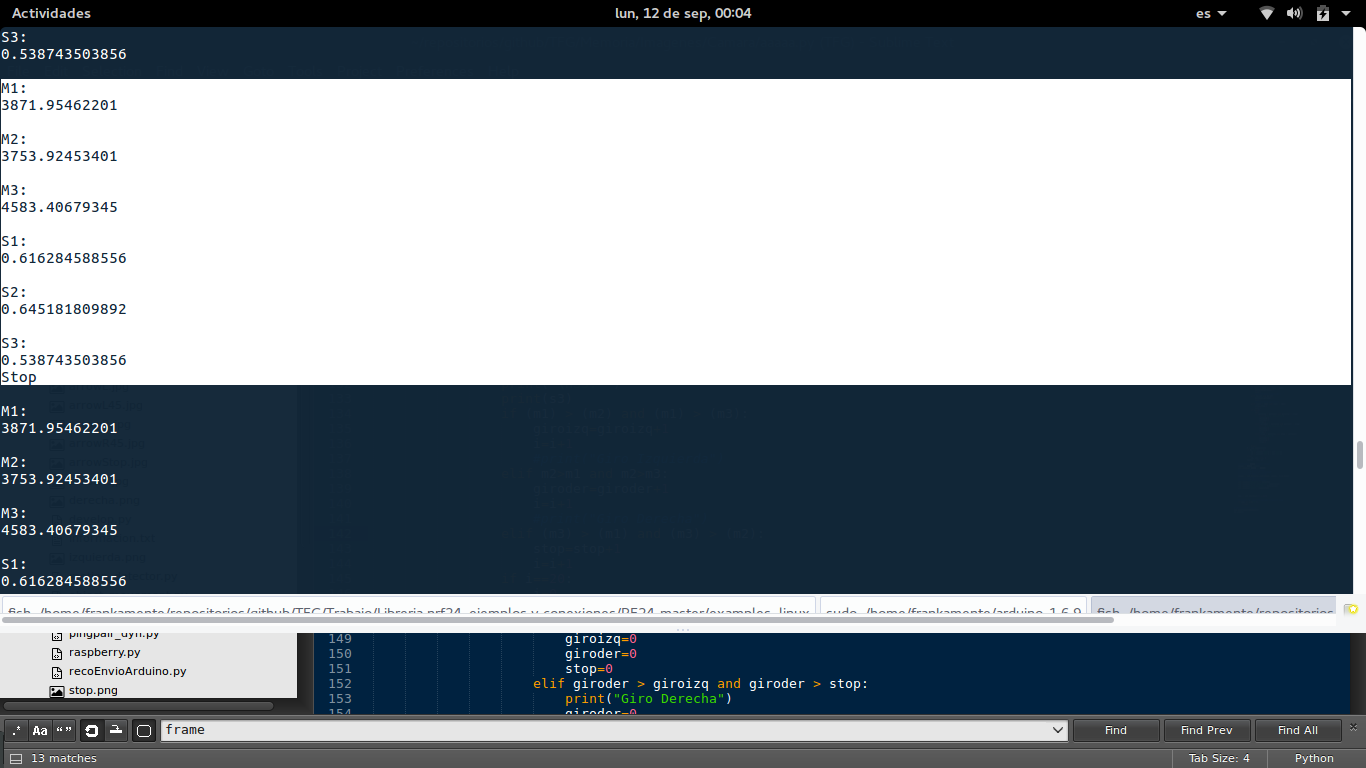 Actividades
lun, 12 de sep, 00:04
es
S3:
0.538743503856
M1:
3871.95462201
M2:
3753.92453401
M3:
4583.40679345
S1:
0.616284588556
S2:
0.645181809892
S3:
0.538743503856
Stop
M1:
3871.95462201
M2:
3753.92453401
M3:
4583.40679345
S1:
0.616284588556
fish /home/frankamente/repositories/github/TFG/Trabajo/Libreria nrf24, ejemplos y conexiones/RF24-master/examples_linux
sudo /home/frankamente/arduino-1.6.9
fish /home/frankamente/repositories
pingpair_dyn.py
raspberry.py
recoEnvioArduino.py
stop.png
149 giroizq=0
150 giroder=0
151 stop=0
152 elif giroder > giroizq and giroder > stop:
153 print("Giro Derecha")
154 giroder=0
.* Aa “ ”
frame
Find
Find Prev
Find All
13 matches
Tab Size: 4
Python